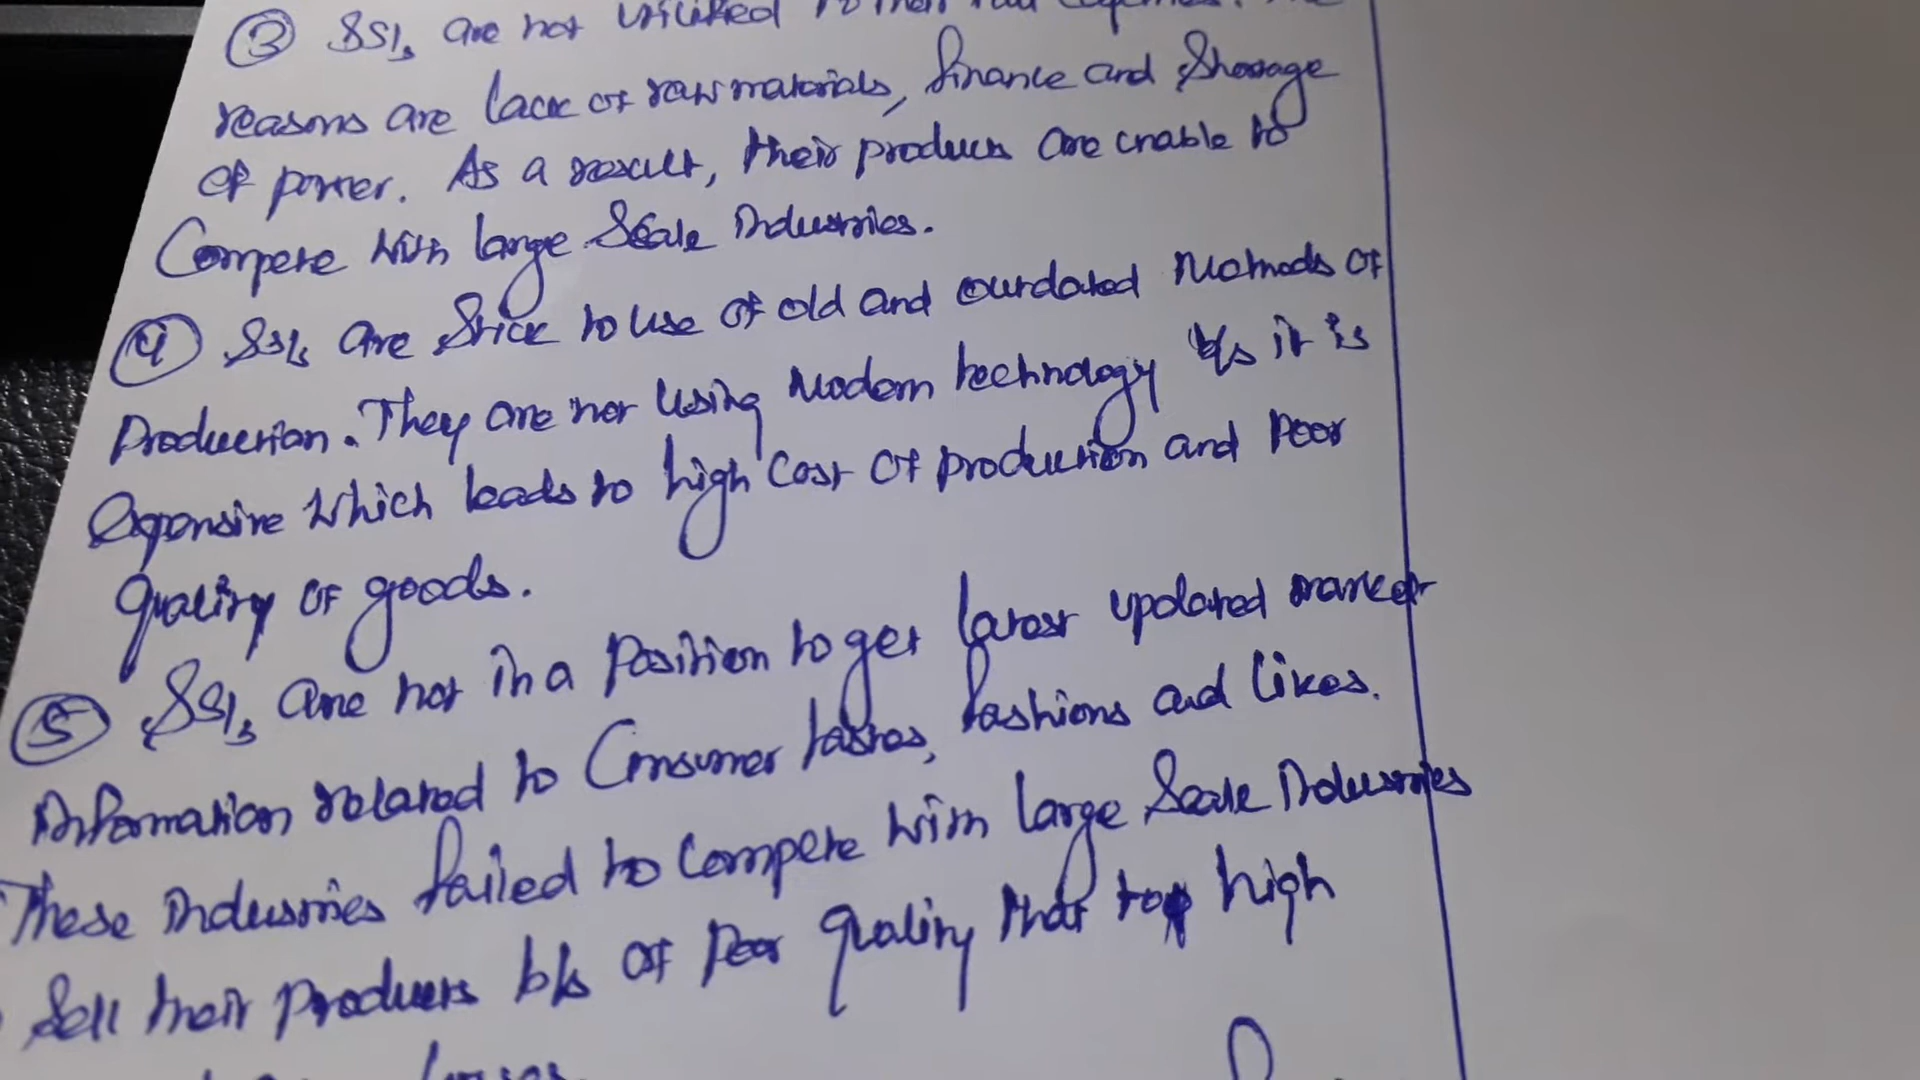 ③ SSIs are not utilized to their full capacities. The
reasons are lack of raw materials, finance and Shortage
of power. As a result, their products are unable to
Compete with large Scale Industries.
④ SSIs are Strick to use of old and outdated Methods of
Production. They are not using Modern technology b/s it is
Expensive which leads to high Cost of production and Poor
quality of goods.
⑤ SSIs are not in a Position to get latest updated market
Information related to Consumer tastes, fashions and likes.
These Industries failed to Compete with large Scale Industries
Sell their Products b/s of Poor quality that too high
losses.